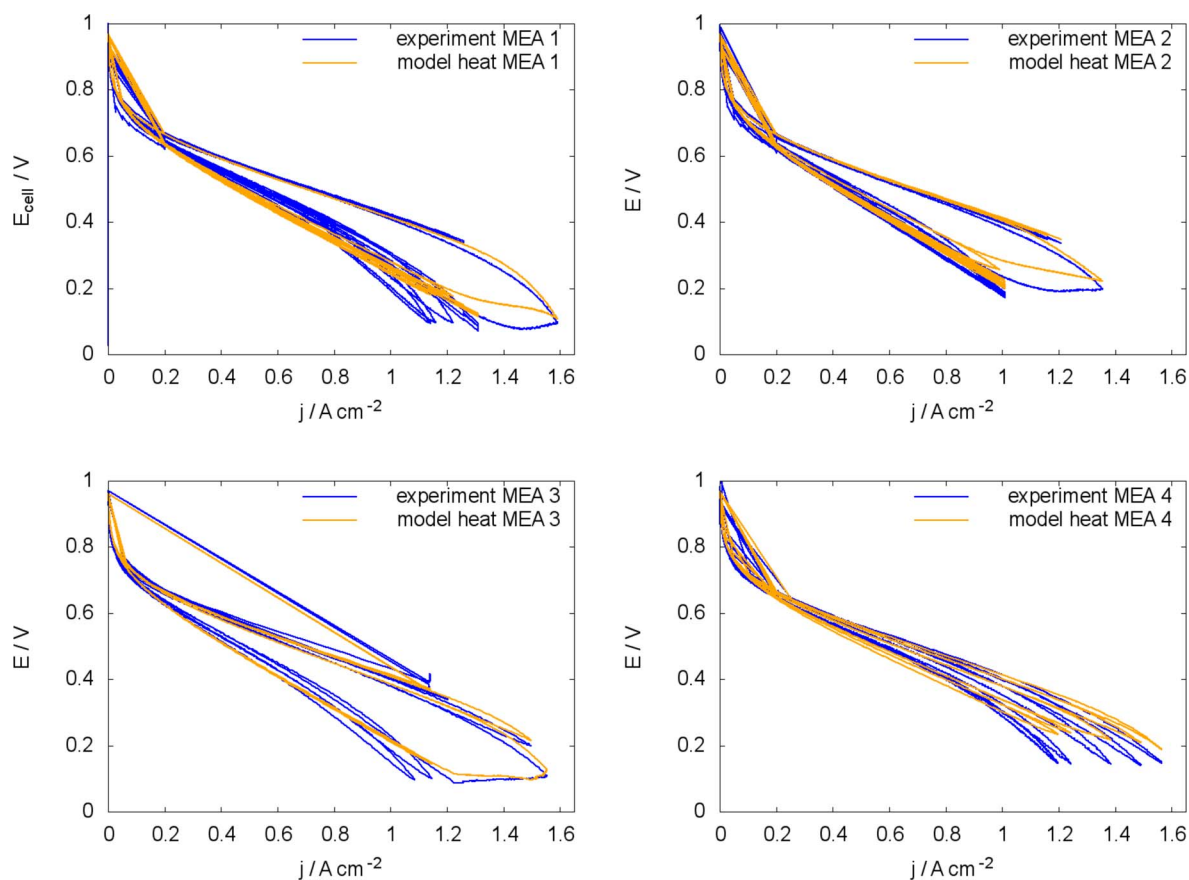 experiment MEA 1
model heat MEA 1
E_cell / V
1
0.8
0.6
0.4
0.2
0
0 0.2 0.4 0.6 0.8 1 1.2 1.4 1.6
j / A cm^-2
experiment MEA 2
model heat MEA 2
E / V
1
0.8
0.6
0.4
0.2
0
0 0.2 0.4 0.6 0.8 1 1.2 1.4 1.6
j / A cm^-2
experiment MEA 3
model heat MEA 3
E / V
1
0.8
0.6
0.4
0.2
0
0 0.2 0.4 0.6 0.8 1 1.2 1.4 1.6
j / A cm^-2
experiment MEA 4
model heat MEA 4
E / V
1
0.8
0.6
0.4
0.2
0
0 0.2 0.4 0.6 0.8 1 1.2 1.4 1.6
j / A cm^-2